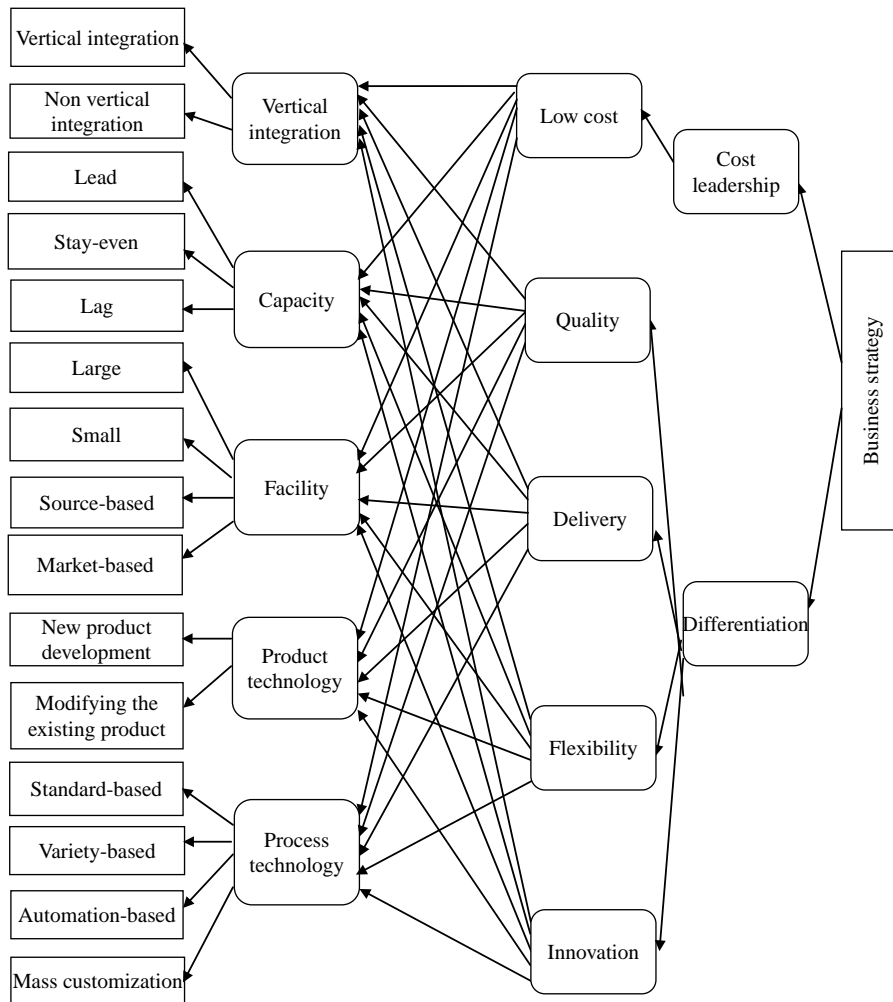 Vertical integration
Non vertical
integration
Lead
Stay-even
Lag
Large
Small
Source-based
Market-based
New product
development
Modifying the
existing product
Standard-based
Variety-based
Automation-based
Mass customization
Vertical
integration
Capacity
Facility
Product
technology
Process
technology
Low cost
Quality
Delivery
Flexibility
Innovation
Cost
leadership
Differentiation
Business strategy